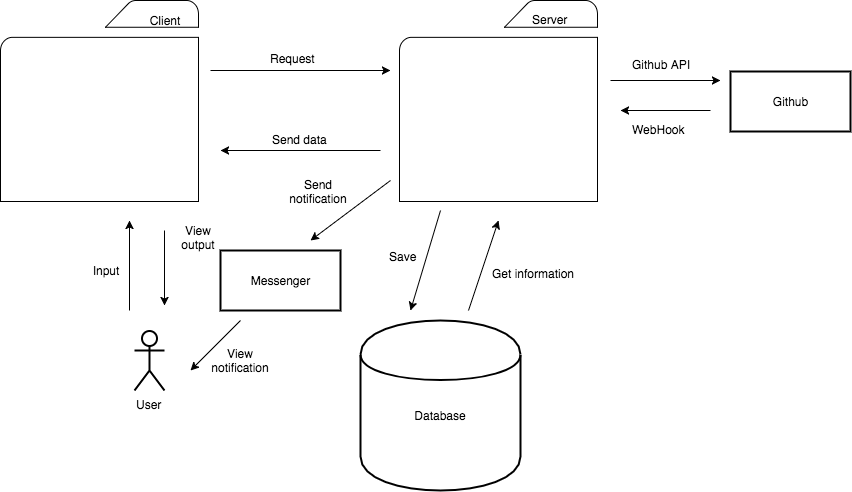 Client
Server
Request
Github API
Github
WebHook
Send data
Send
notification
View
output
Input
Messenger
Save
Get information
View
notification
User
Database